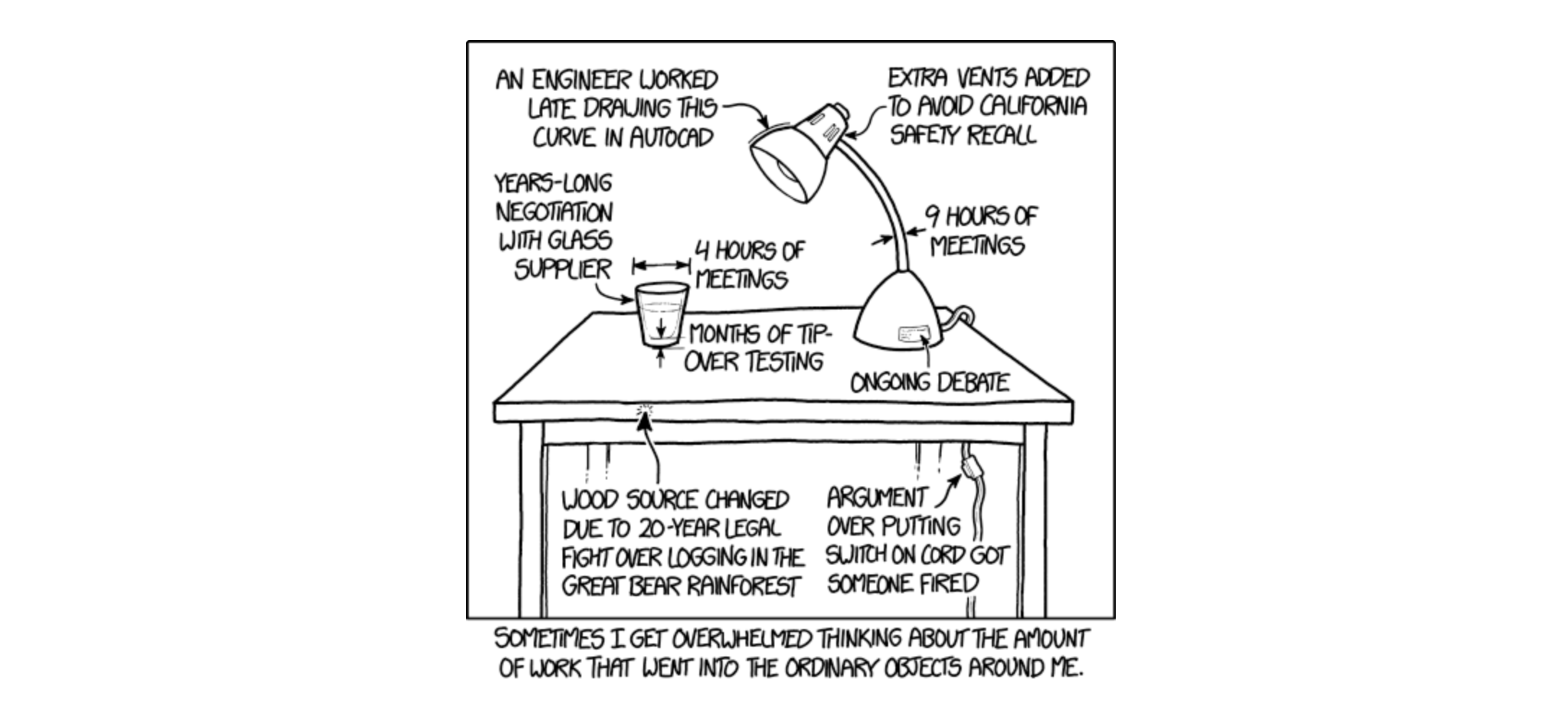 AN ENGINEER WORKED
LATE DRAWING THIS
CURVE IN AUTOCAD
EXTRA VENTS ADDED
TO AVOID CALIFORNIA
SAFETY RECALL
YEARS-LONG
NEGOTIATION
WITH GLASS
SUPPLIER
4 HOURS OF
MEETINGS
9 HOURS OF
MEETINGS
MONTHS OF TIP-
OVER TESTING
ONGOING DEBATE
WOOD SOURCE CHANGED
DUE TO 20-YEAR LEGAL
FIGHT OVER LOGGING IN THE
GREAT BEAR RAINFOREST
ARGUMENT
OVER PUTTING
SWITCH ON CORD GOT
SOMEONE FIRED
SOMETIMES I GET OVERWHELMED THINKING ABOUT THE AMOUNT
OF WORK THAT WENT INTO THE ORDINARY OBJECTS AROUND ME.